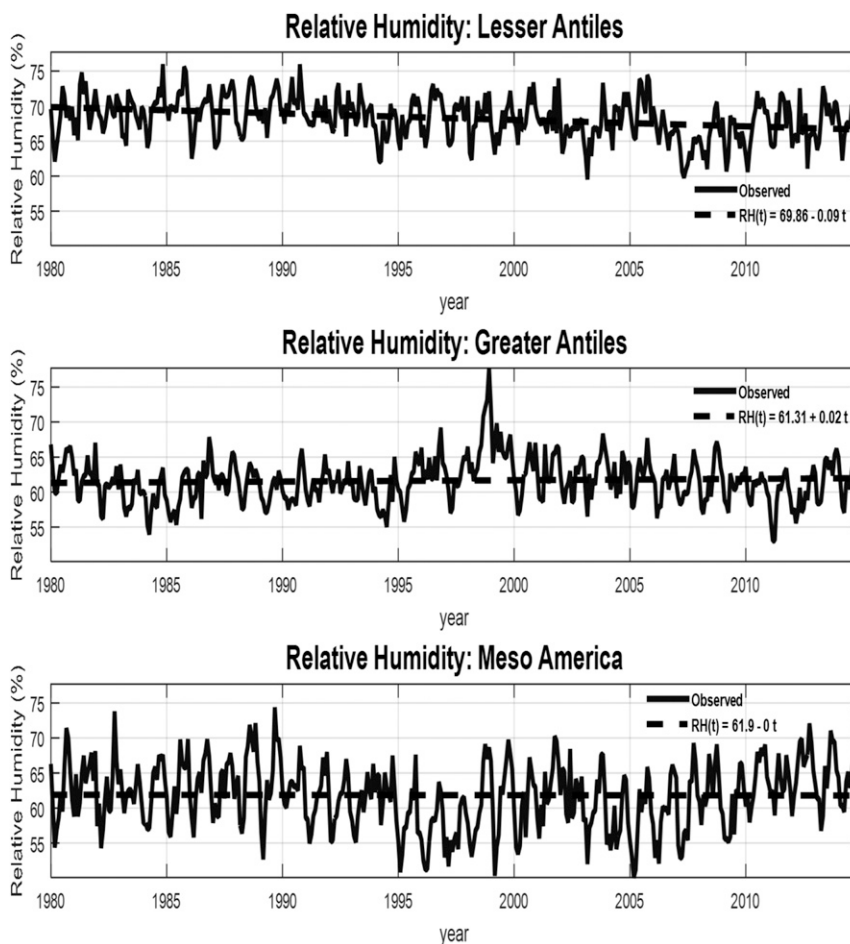 Relative Humidity: Lesser Antiles
Relative Humidity (%)
75
70
65
60
55
Observed
RH(t) = 69.86 - 0.09 t
1980 1985 1990 1995 2000 2005 2010
year
Relative Humidity: Greater Antiles
Relative Humidity (%)
75
70
65
60
55
Observed
RH(t) = 61.31 + 0.02 t
1980 1985 1990 1995 2000 2005 2010
year
Relative Humidity: Meso America
Relative Humidity (%)
75
70
65
60
55
Observed
RH(t) = 61.9 - 0 t
1980 1985 1990 1995 2000 2005 2010
year